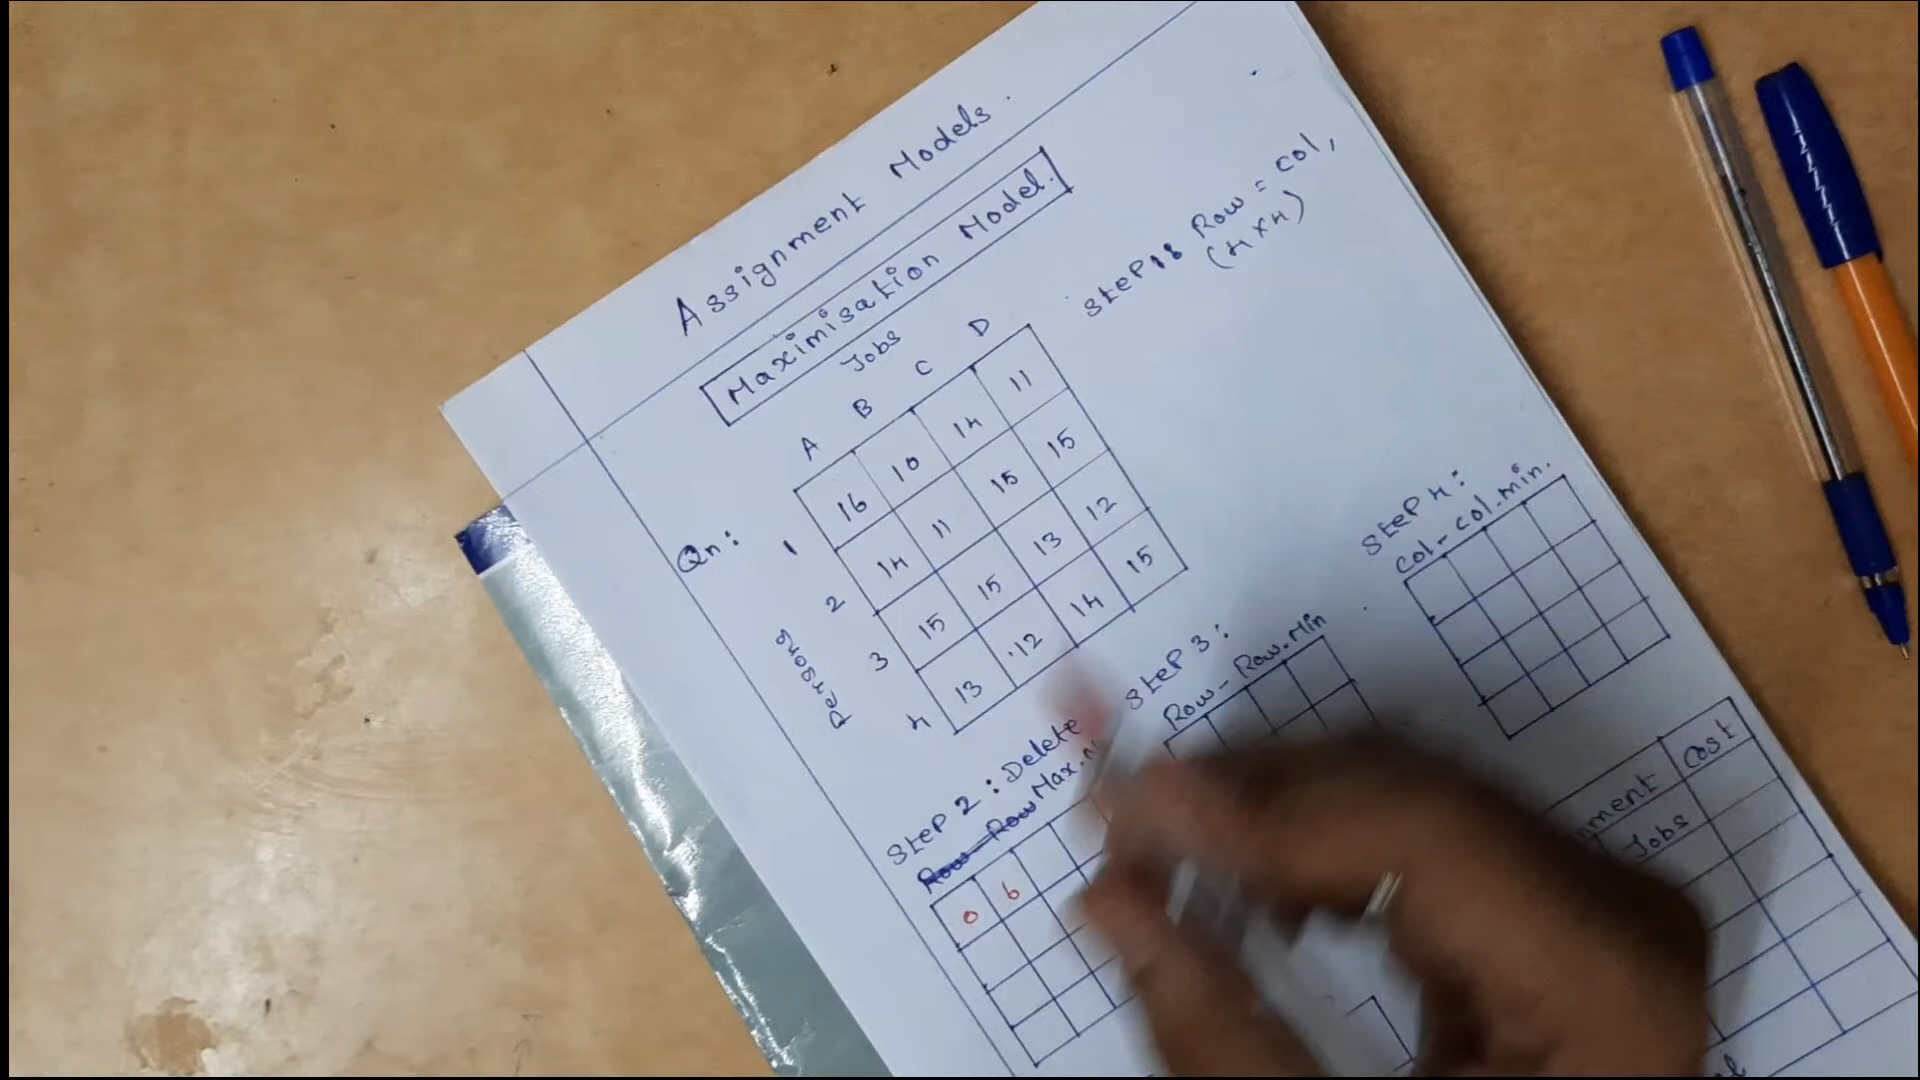 Assignment Models.
Maximisation Model.
Jobs
A B C D
Qn:
Persons
1 16 10 14 11
2 14 11 15 15
3 15 15 13 12
4 13 12 14 15
Step 1: Row = Col,
(4x4)
Step 2: Delete
Row - Row Max.
0 6
Step 3:
Row - Row.Min
Step 4:
Col - Col.min.
Cost
Jobs